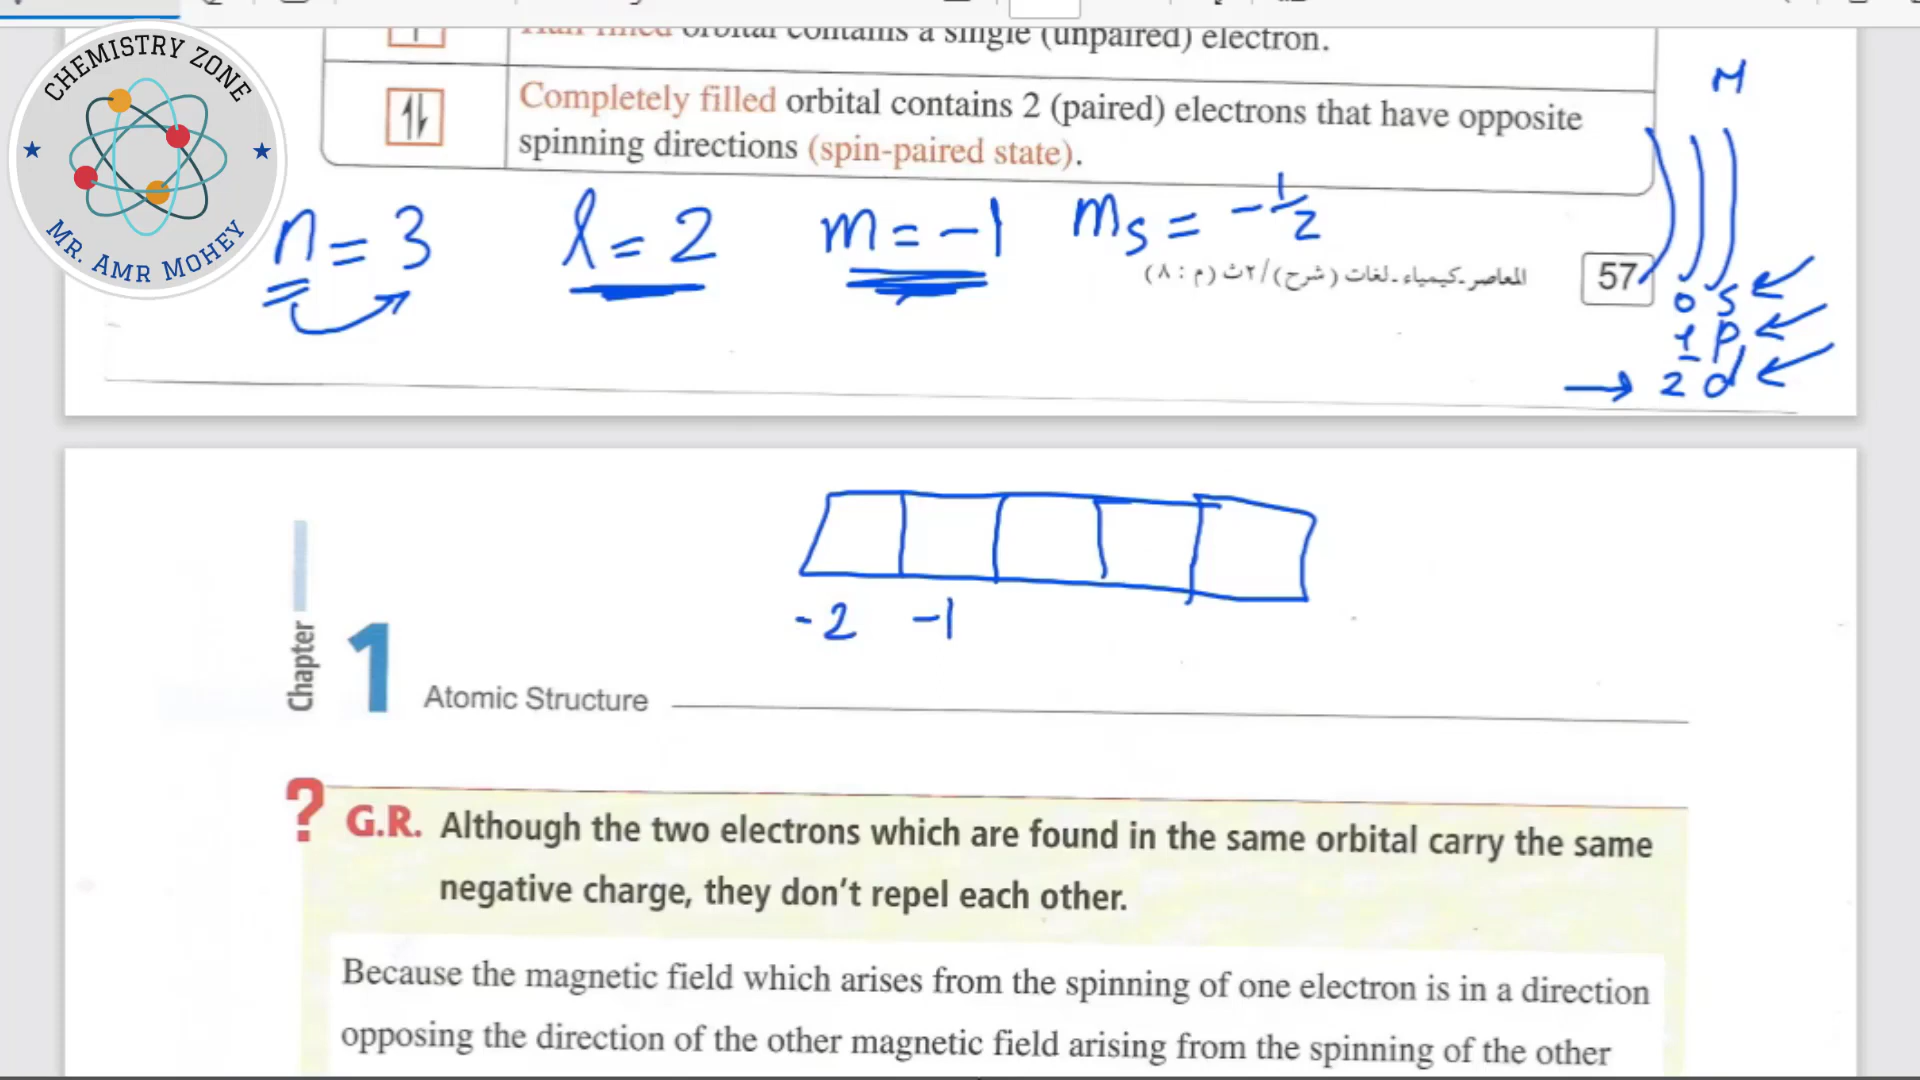 CHEMISTRY ZONE
MR. AMR MOHEY
Half filled orbital contains a single (unpaired) electron.
Completely filled orbital contains 2 (paired) electrons that have opposite
spinning directions (spin-paired state).
M
n = 3 l = 2 m = -1 ms = -1/2
المعاصر ـ كيمياء ـ لغات (شرح) / ٢ث (م : ٨)
57
0 S
1 p
→ 2 d
-2 -1
Chapter 1 Atomic Structure
? G.R. Although the two electrons which are found in the same orbital carry the same
negative charge, they don’t repel each other.
Because the magnetic field which arises from the spinning of one electron is in a direction
opposing the direction of the other magnetic field arising from the spinning of the other